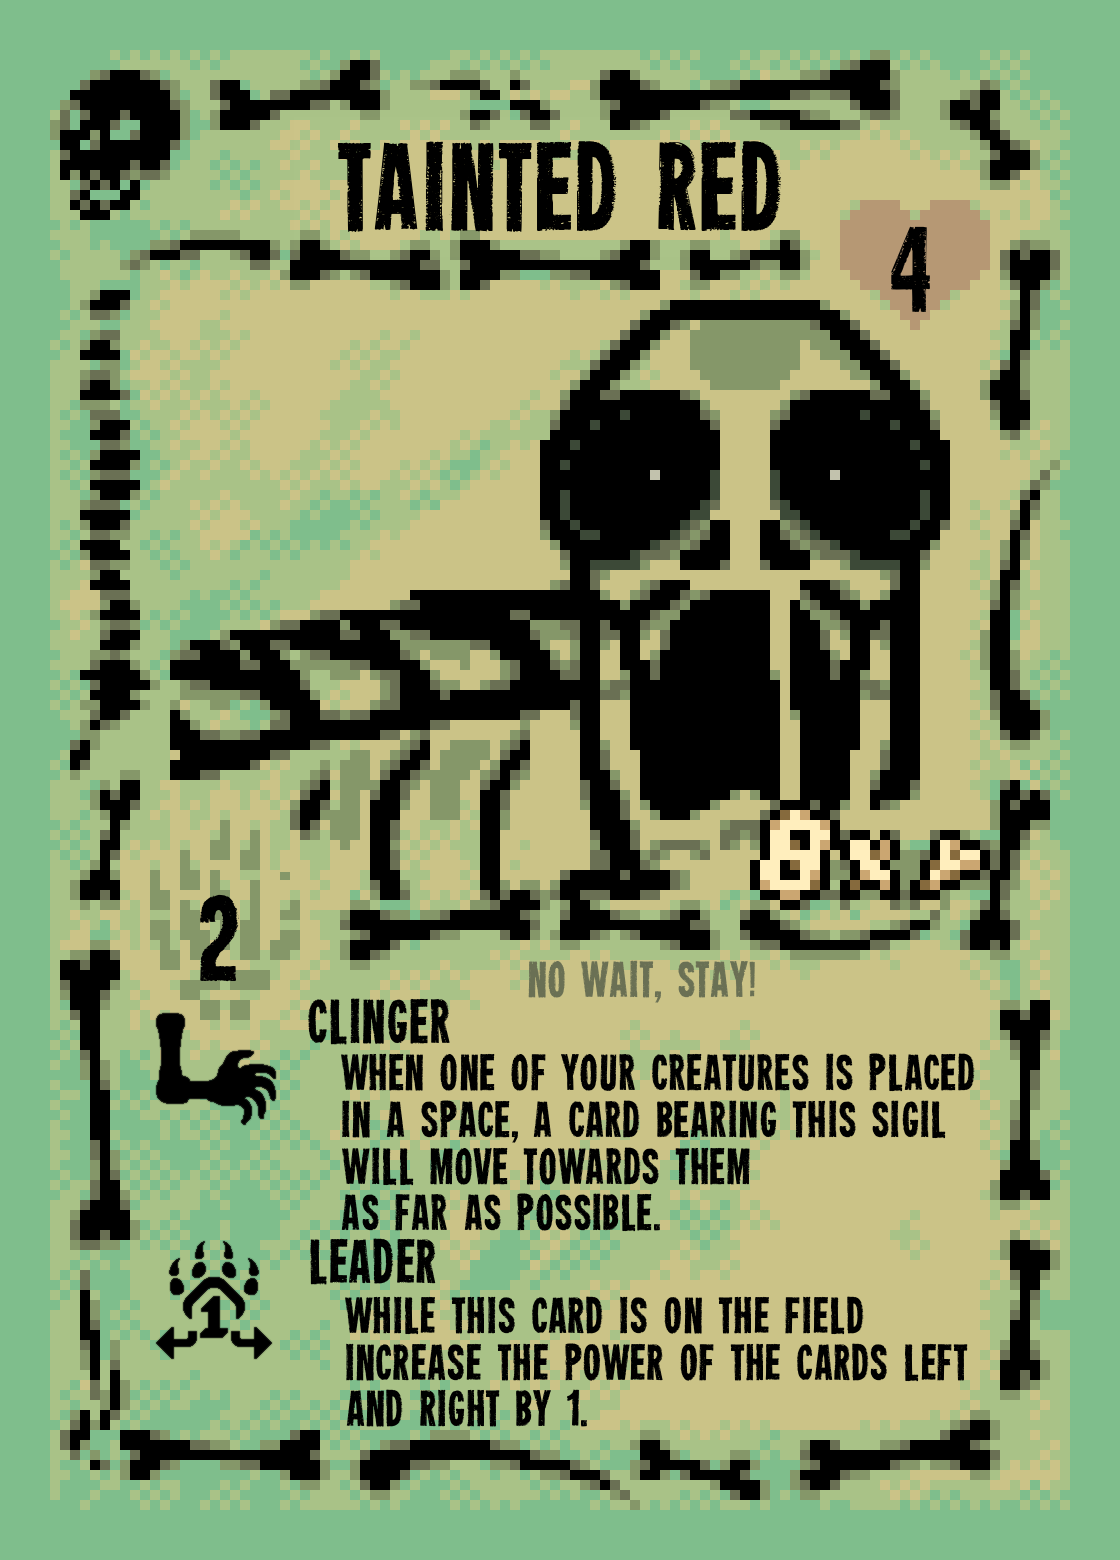 TAINTED RED
4
8 X
2
NO WAIT, STAY!
CLINGER
WHEN ONE OF YOUR CREATURES IS PLACED
IN A SPACE, A CARD BEARING THIS SIGIL
WILL MOVE TOWARDS THEM
AS FAR AS POSSIBLE.
LEADER
1
WHILE THIS CARD IS ON THE FIELD
INCREASE THE POWER OF THE CARDS LEFT
AND RIGHT BY 1.